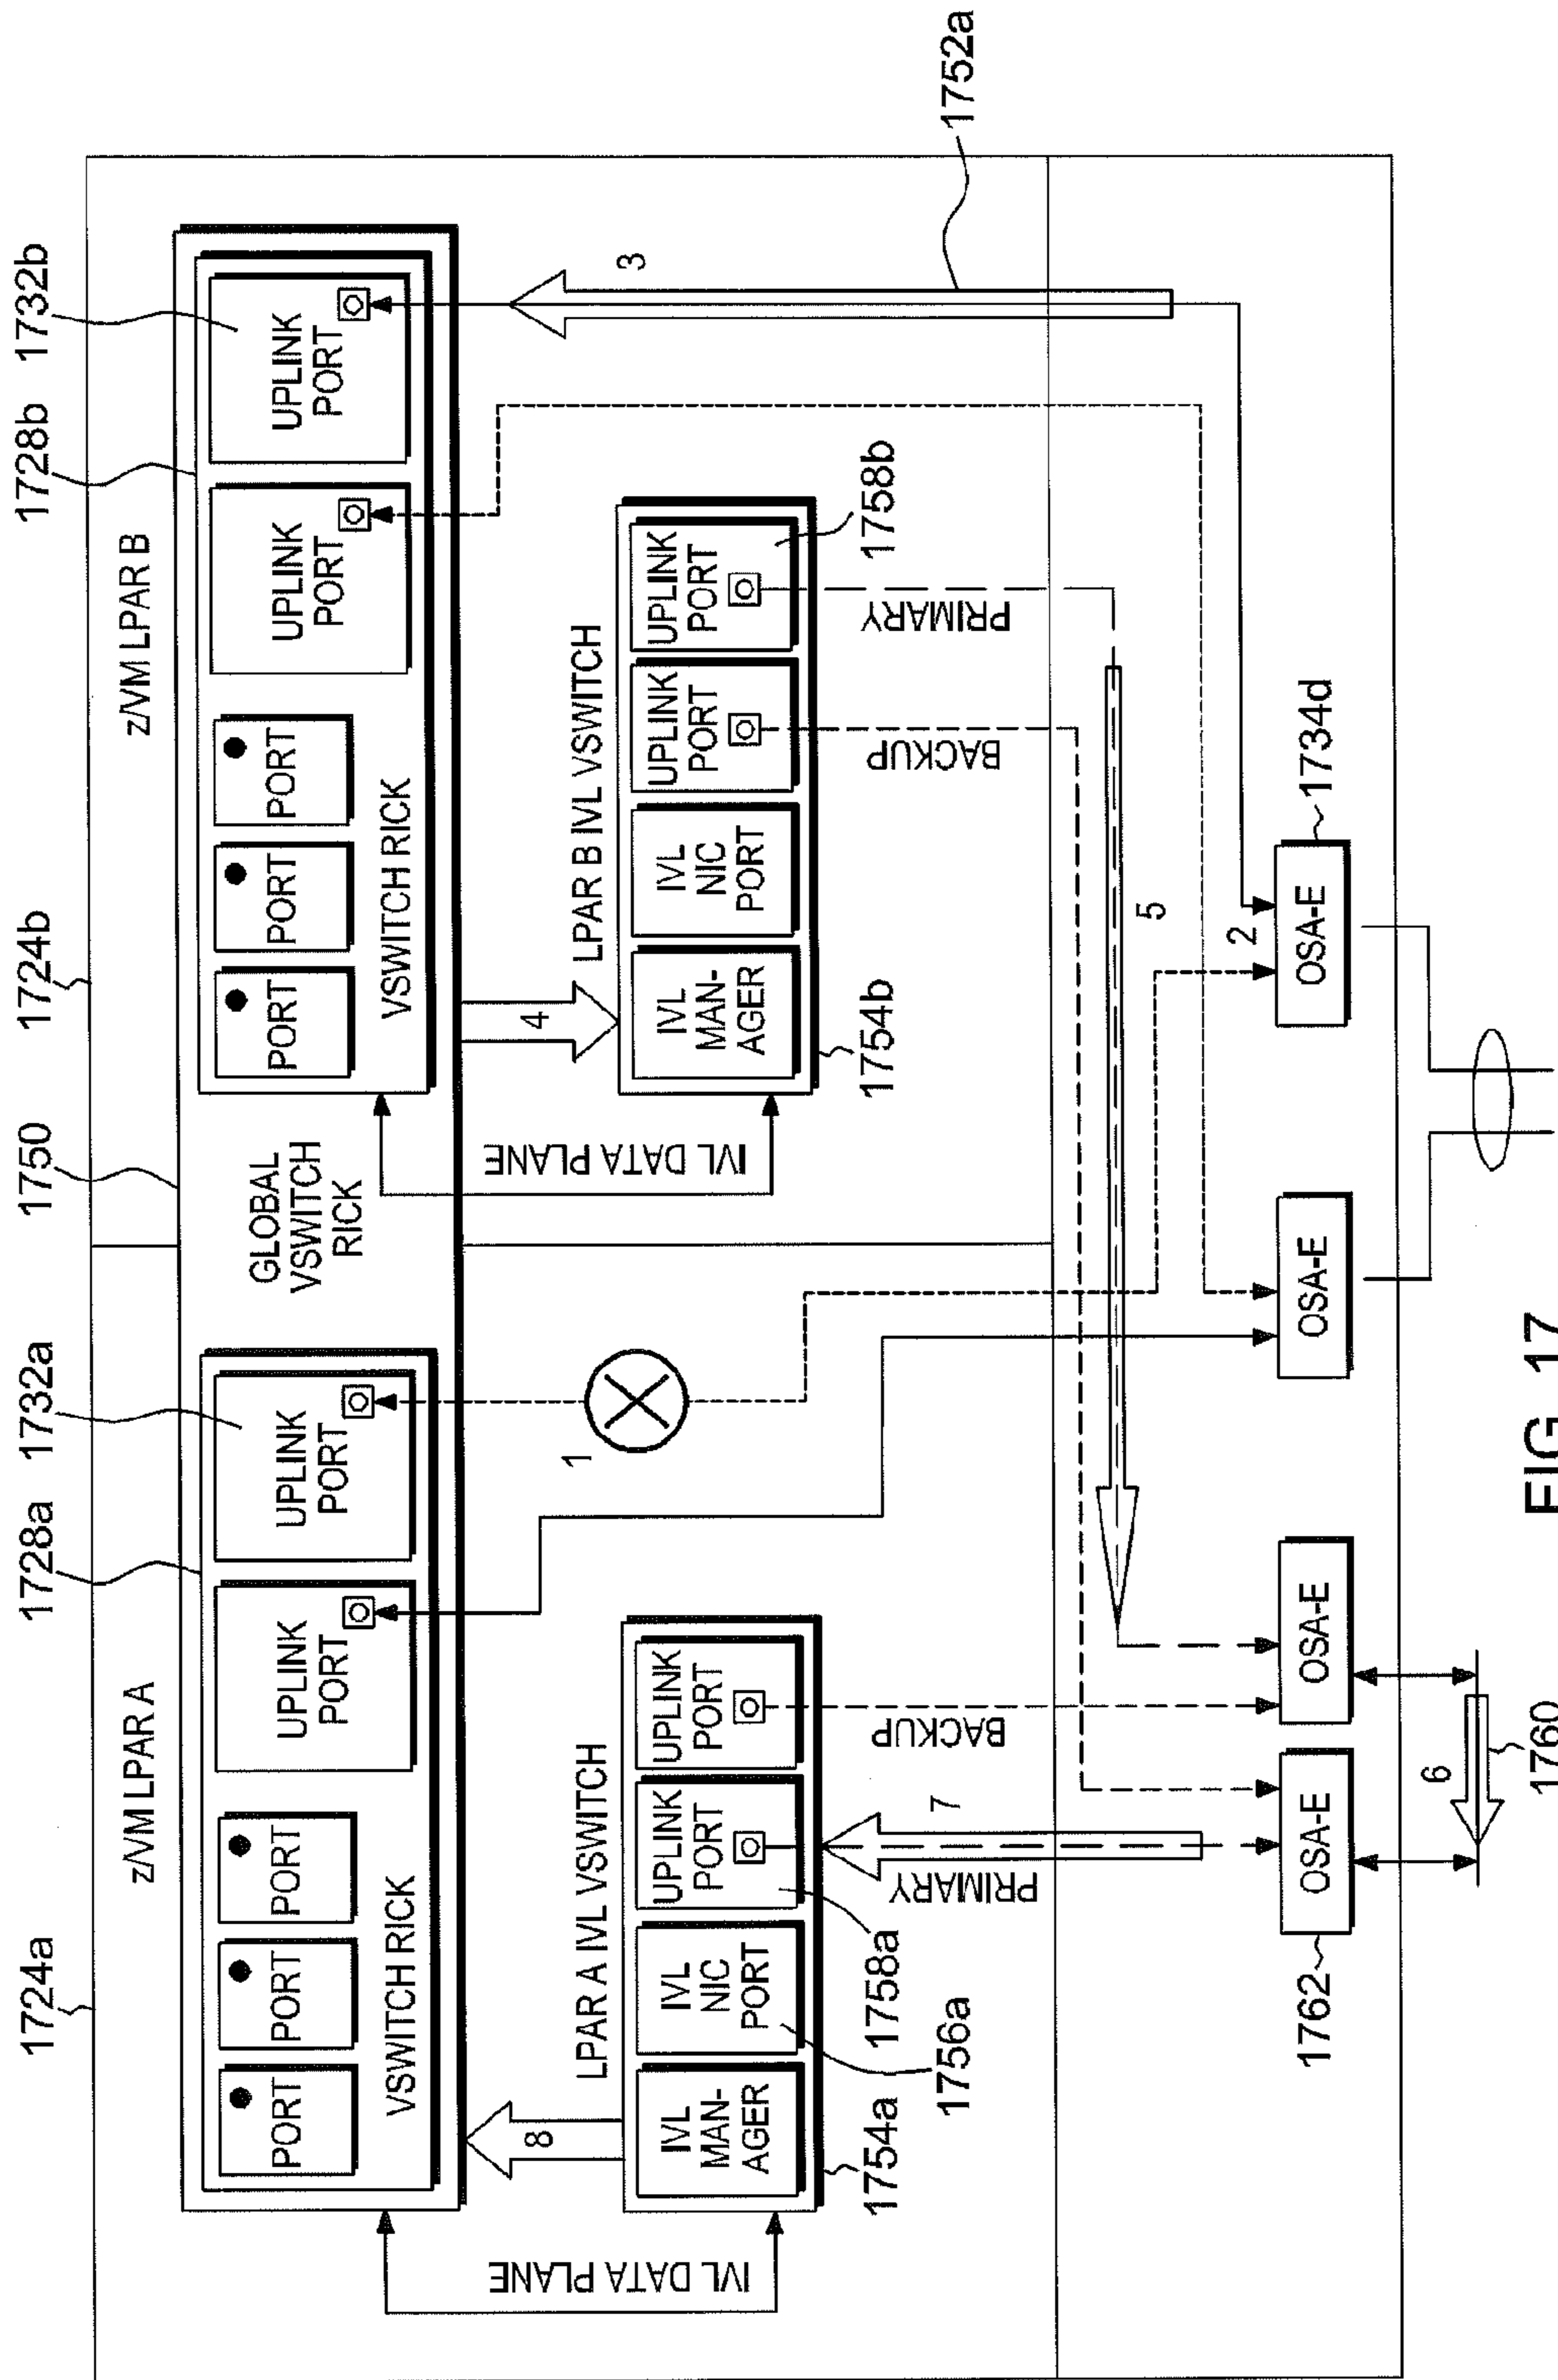 1724a
1728a
1732a
1750
1724b
1728b
1732b
z/VM LPAR A
z/VM LPAR B
PORT
PORT
PORT
UPLINK
PORT
UPLINK
PORT
VSWITCH RICK
GLOBAL
VSWITCH
RICK
PORT
PORT
PORT
UPLINK
PORT
UPLINK
PORT
VSWITCH RICK
IVL DATA PLANE
8
1
IVL DATA PLANE
4
3
1752a
LPAR A IVL VSWITCH
IVL
MAN-
AGER
IVL
NIC
PORT
UPLINK
PORT
UPLINK
PORT
LPAR B IVL VSWITCH
IVL
MAN-
AGER
IVL
NIC
PORT
UPLINK
PORT
UPLINK
PORT
1754a
1756a
1758a
1754b
1758b
PRIMARY
7
BACKUP
BACKUP
PRIMARY
5
2
1762
OSA-E
OSA-E
OSA-E
OSA-E
1734d
6
1760
FIG. 17